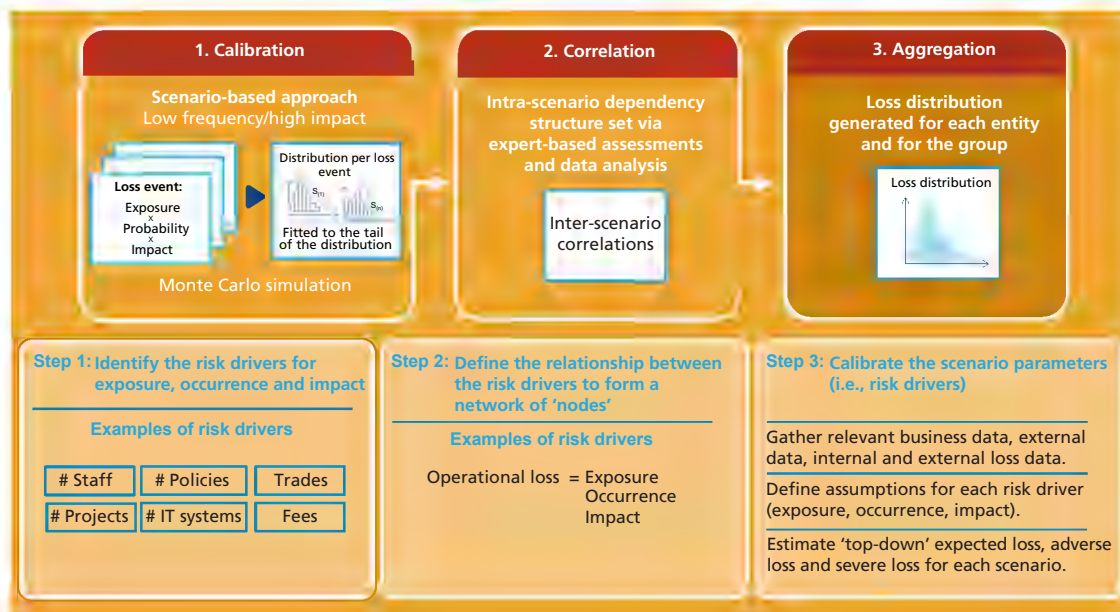 1. Calibration
Scenario-based approach
Low frequency/high impact
Loss event:
Exposure
x
Probability
x
Impact
Distribution per loss
event
S(1)
S(n)
Fitted to the tail
of the distribution
Monte Carlo simulation
2. Correlation
Intra-scenario dependency
structure set via
expert-based assessments
and data analysis
Inter-scenario
correlations
3. Aggregation
Loss distribution
generated for each entity
and for the group
Loss distribution
Step 1: Identify the risk drivers for
exposure, occurrence and impact
Examples of risk drivers
# Staff
# Policies
Trades
# Projects
# IT systems
Fees
Step 2: Define the relationship between
the risk drivers to form a
network of ‘nodes’
Examples of risk drivers
Operational loss = Exposure
Occurrence
Impact
Step 3: Calibrate the scenario parameters
(i.e., risk drivers)
Gather relevant business data, external
data, internal and external loss data.
Define assumptions for each risk driver
(exposure, occurrence, impact).
Estimate ‘top-down’ expected loss, adverse
loss and severe loss for each scenario.